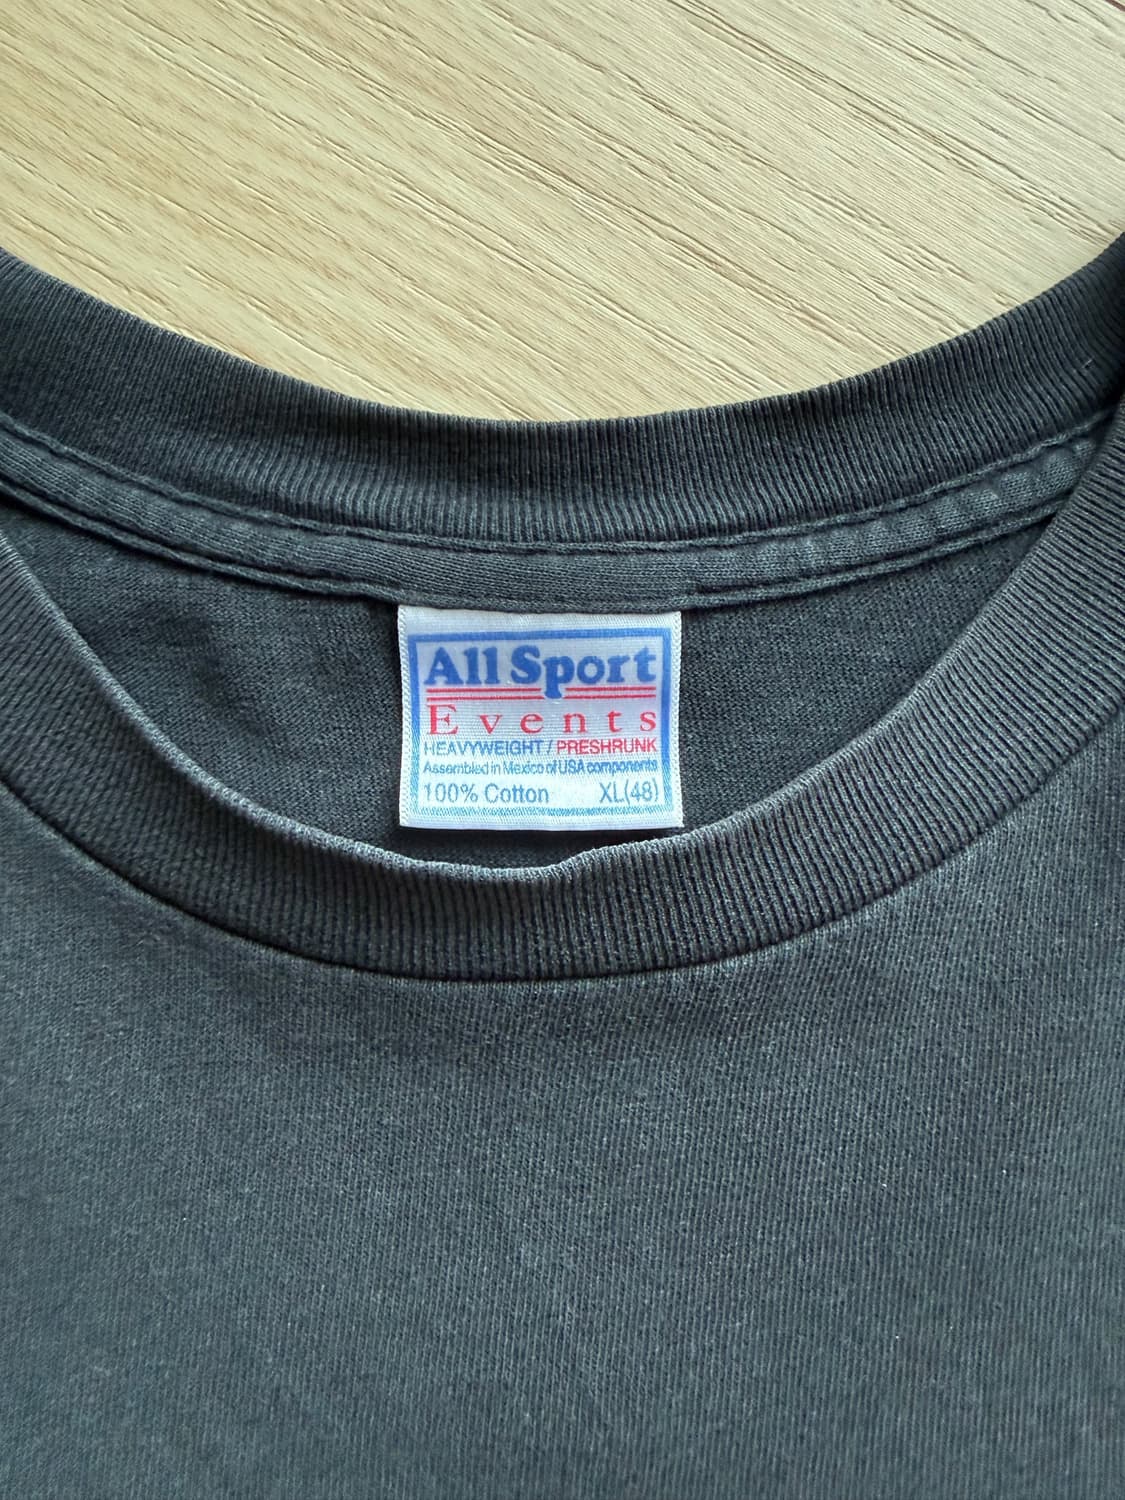 All Sport
Events
HEAVYWEIGHT / PRESHRUNK
Assembled in Mexico of USA components
100% Cotton XL(48)